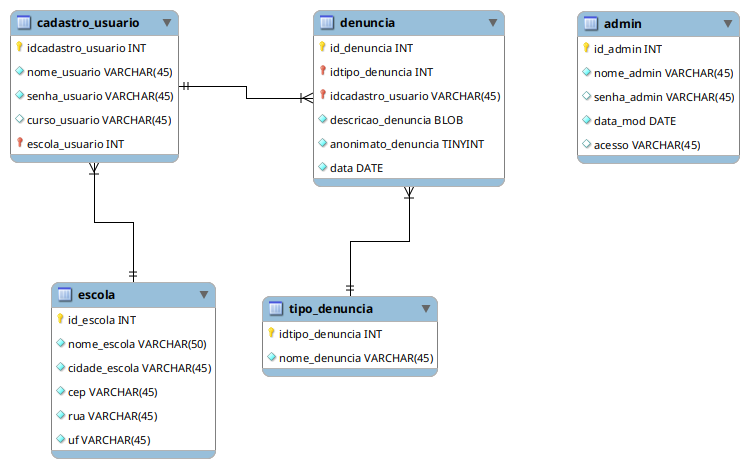 cadastro_usuario
idcadastro_usuario INT
nome_usuario VARCHAR(45)
senha_usuario VARCHAR(45)
curso_usuario VARCHAR(45)
escola_usuario INT
denuncia
id_denuncia INT
idtipo_denuncia INT
idcadastro_usuario VARCHAR(45)
descricao_denuncia BLOB
anonimato_denuncia TINYINT
data DATE
admin
id_admin INT
nome_admin VARCHAR(45)
senha_admin VARCHAR(45)
data_mod DATE
acesso VARCHAR(45)
escola
id_escola INT
nome_escola VARCHAR(50)
cidade_escola VARCHAR(45)
cep VARCHAR(45)
rua VARCHAR(45)
uf VARCHAR(45)
tipo_denuncia
idtipo_denuncia INT
nome_denuncia VARCHAR(45)